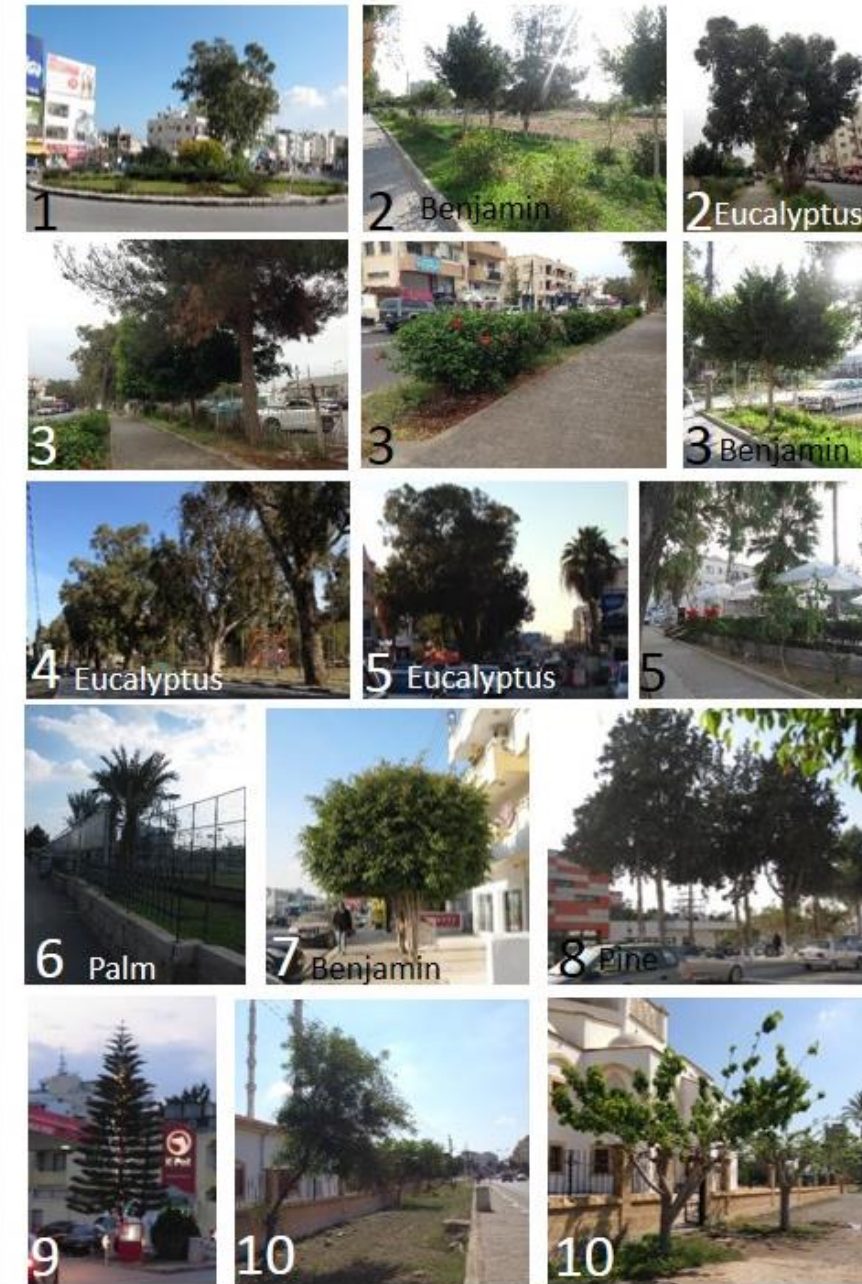 1
2 Benjamin
2 Eucalyptus
3
3
3 Benjamin
4 Eucalyptus
5 Eucalyptus
5
6 Palm
7 Benjamin
8 Pine
9
10
10